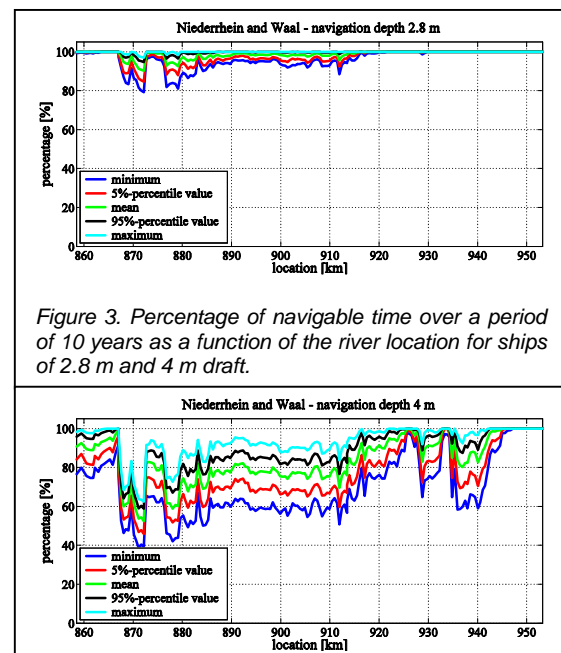 Niederrhein and Waal - navigation depth 2.8 m
percentage [%]
100
80
60
40
20
0
minimum
5%-percentile value
mean
95%-percentile value
maximum
860 870 880 890 900 910 920 930 940 950
location [km]
Figure 3. Percentage of navigable time over a period
of 10 years as a function of the river location for ships
of 2.8 m and 4 m draft.
Niederrhein and Waal - navigation depth 4 m
percentage [%]
100
80
60
40
20
0
minimum
5%-percentile value
mean
95%-percentile value
maximum
860 870 880 890 900 910 920 930 940 950
location [km]